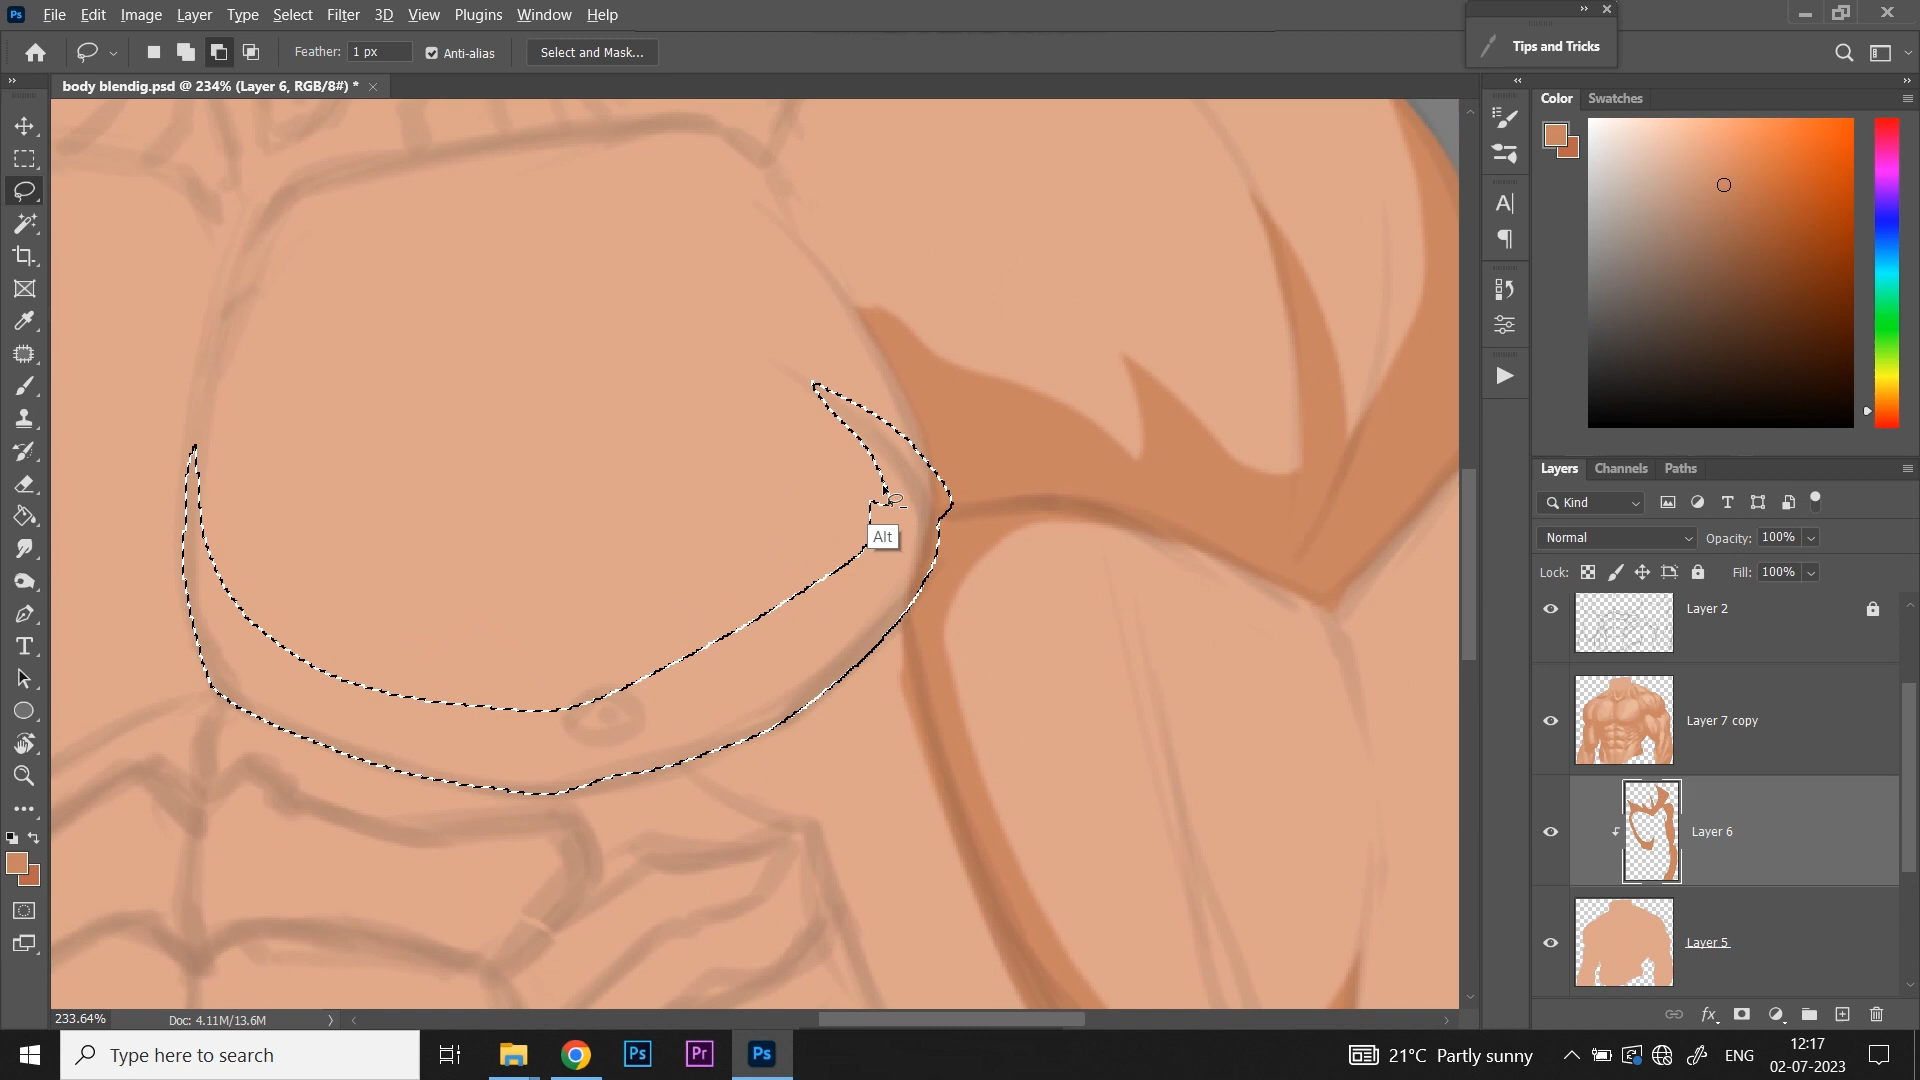 Ps File Edit Image Layer Type Select Filter 3D View Plugins Window Help
Tips and Tricks
Feather: 1 px Anti-alias Select and Mask...
body blendig.psd @ 234% (Layer 6, RGB/8#) *
Color Swatches
Alt
Layers Channels Paths
Kind
Normal Opacity: 100%
Lock: Fill: 100%
Layer 2
Layer 7 copy
Layer 6
Layer 5
233.64% Doc: 4.11M/13.6M
Type here to search
Ps Pr Ps
21°C Partly sunny
ENG
12:17
02-07-2023